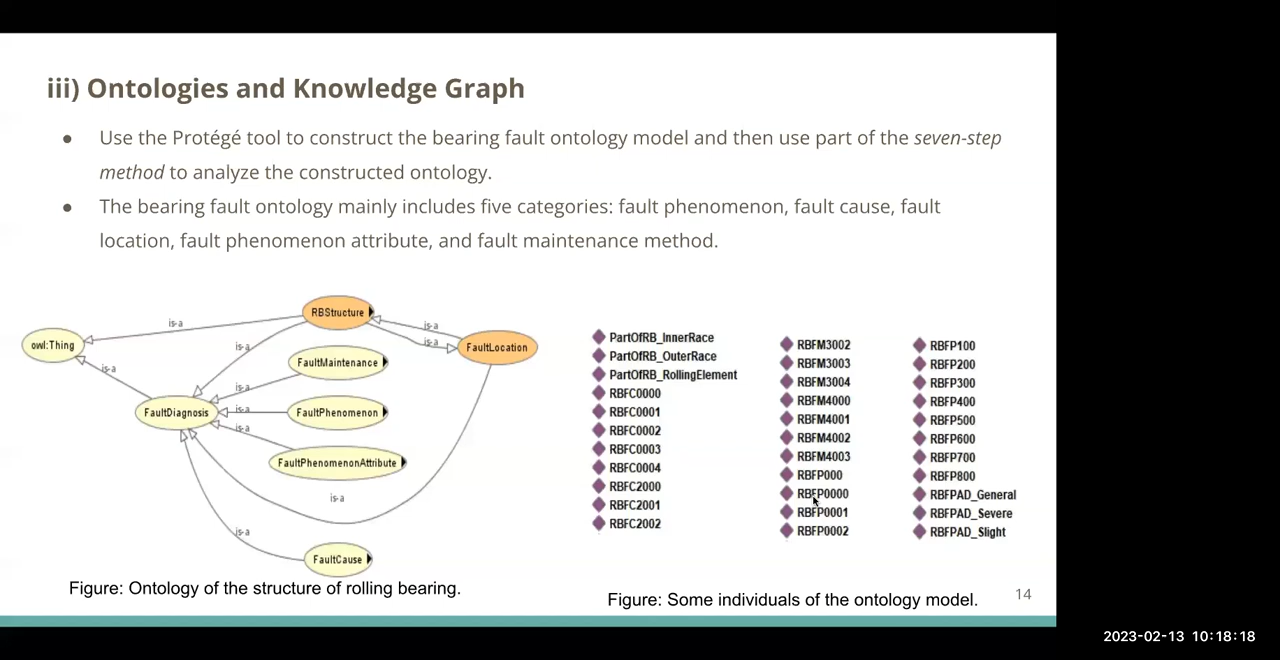 iii) Ontologies and Knowledge Graph
● Use the Protégé tool to construct the bearing fault ontology model and then use part of the seven-step
method to analyze the constructed ontology.
● The bearing fault ontology mainly includes five categories: fault phenomenon, fault cause, fault
location, fault phenomenon attribute, and fault maintenance method.
owl:Thing
is-a
is-a
RBStructure
is-a
is-a
is-a
FaultLocation
FaultMaintenance
is-a
FaultDiagnosis
is-a
FaultPhenomenon
is-a
FaultPhenomenonAttribute
is-a
is-a
FaultCause
Figure: Ontology of the structure of rolling bearing.
PartOfRB_InnerRace
PartOfRB_OuterRace
PartOfRB_RollingElement
RBFC0000
RBFC0001
RBFC0002
RBFC0003
RBFC0004
RBFC2000
RBFC2001
RBFC2002
RBFM3002
RBFM3003
RBFM3004
RBFM4000
RBFM4001
RBFM4002
RBFM4003
RBFP000
RBFP0000
RBFP0001
RBFP0002
RBFP100
RBFP200
RBFP300
RBFP400
RBFP500
RBFP600
RBFP700
RBFP800
RBFPAD_General
RBFPAD_Severe
RBFPAD_Slight
Figure: Some individuals of the ontology model.
14
2023-02-13 10:18:18